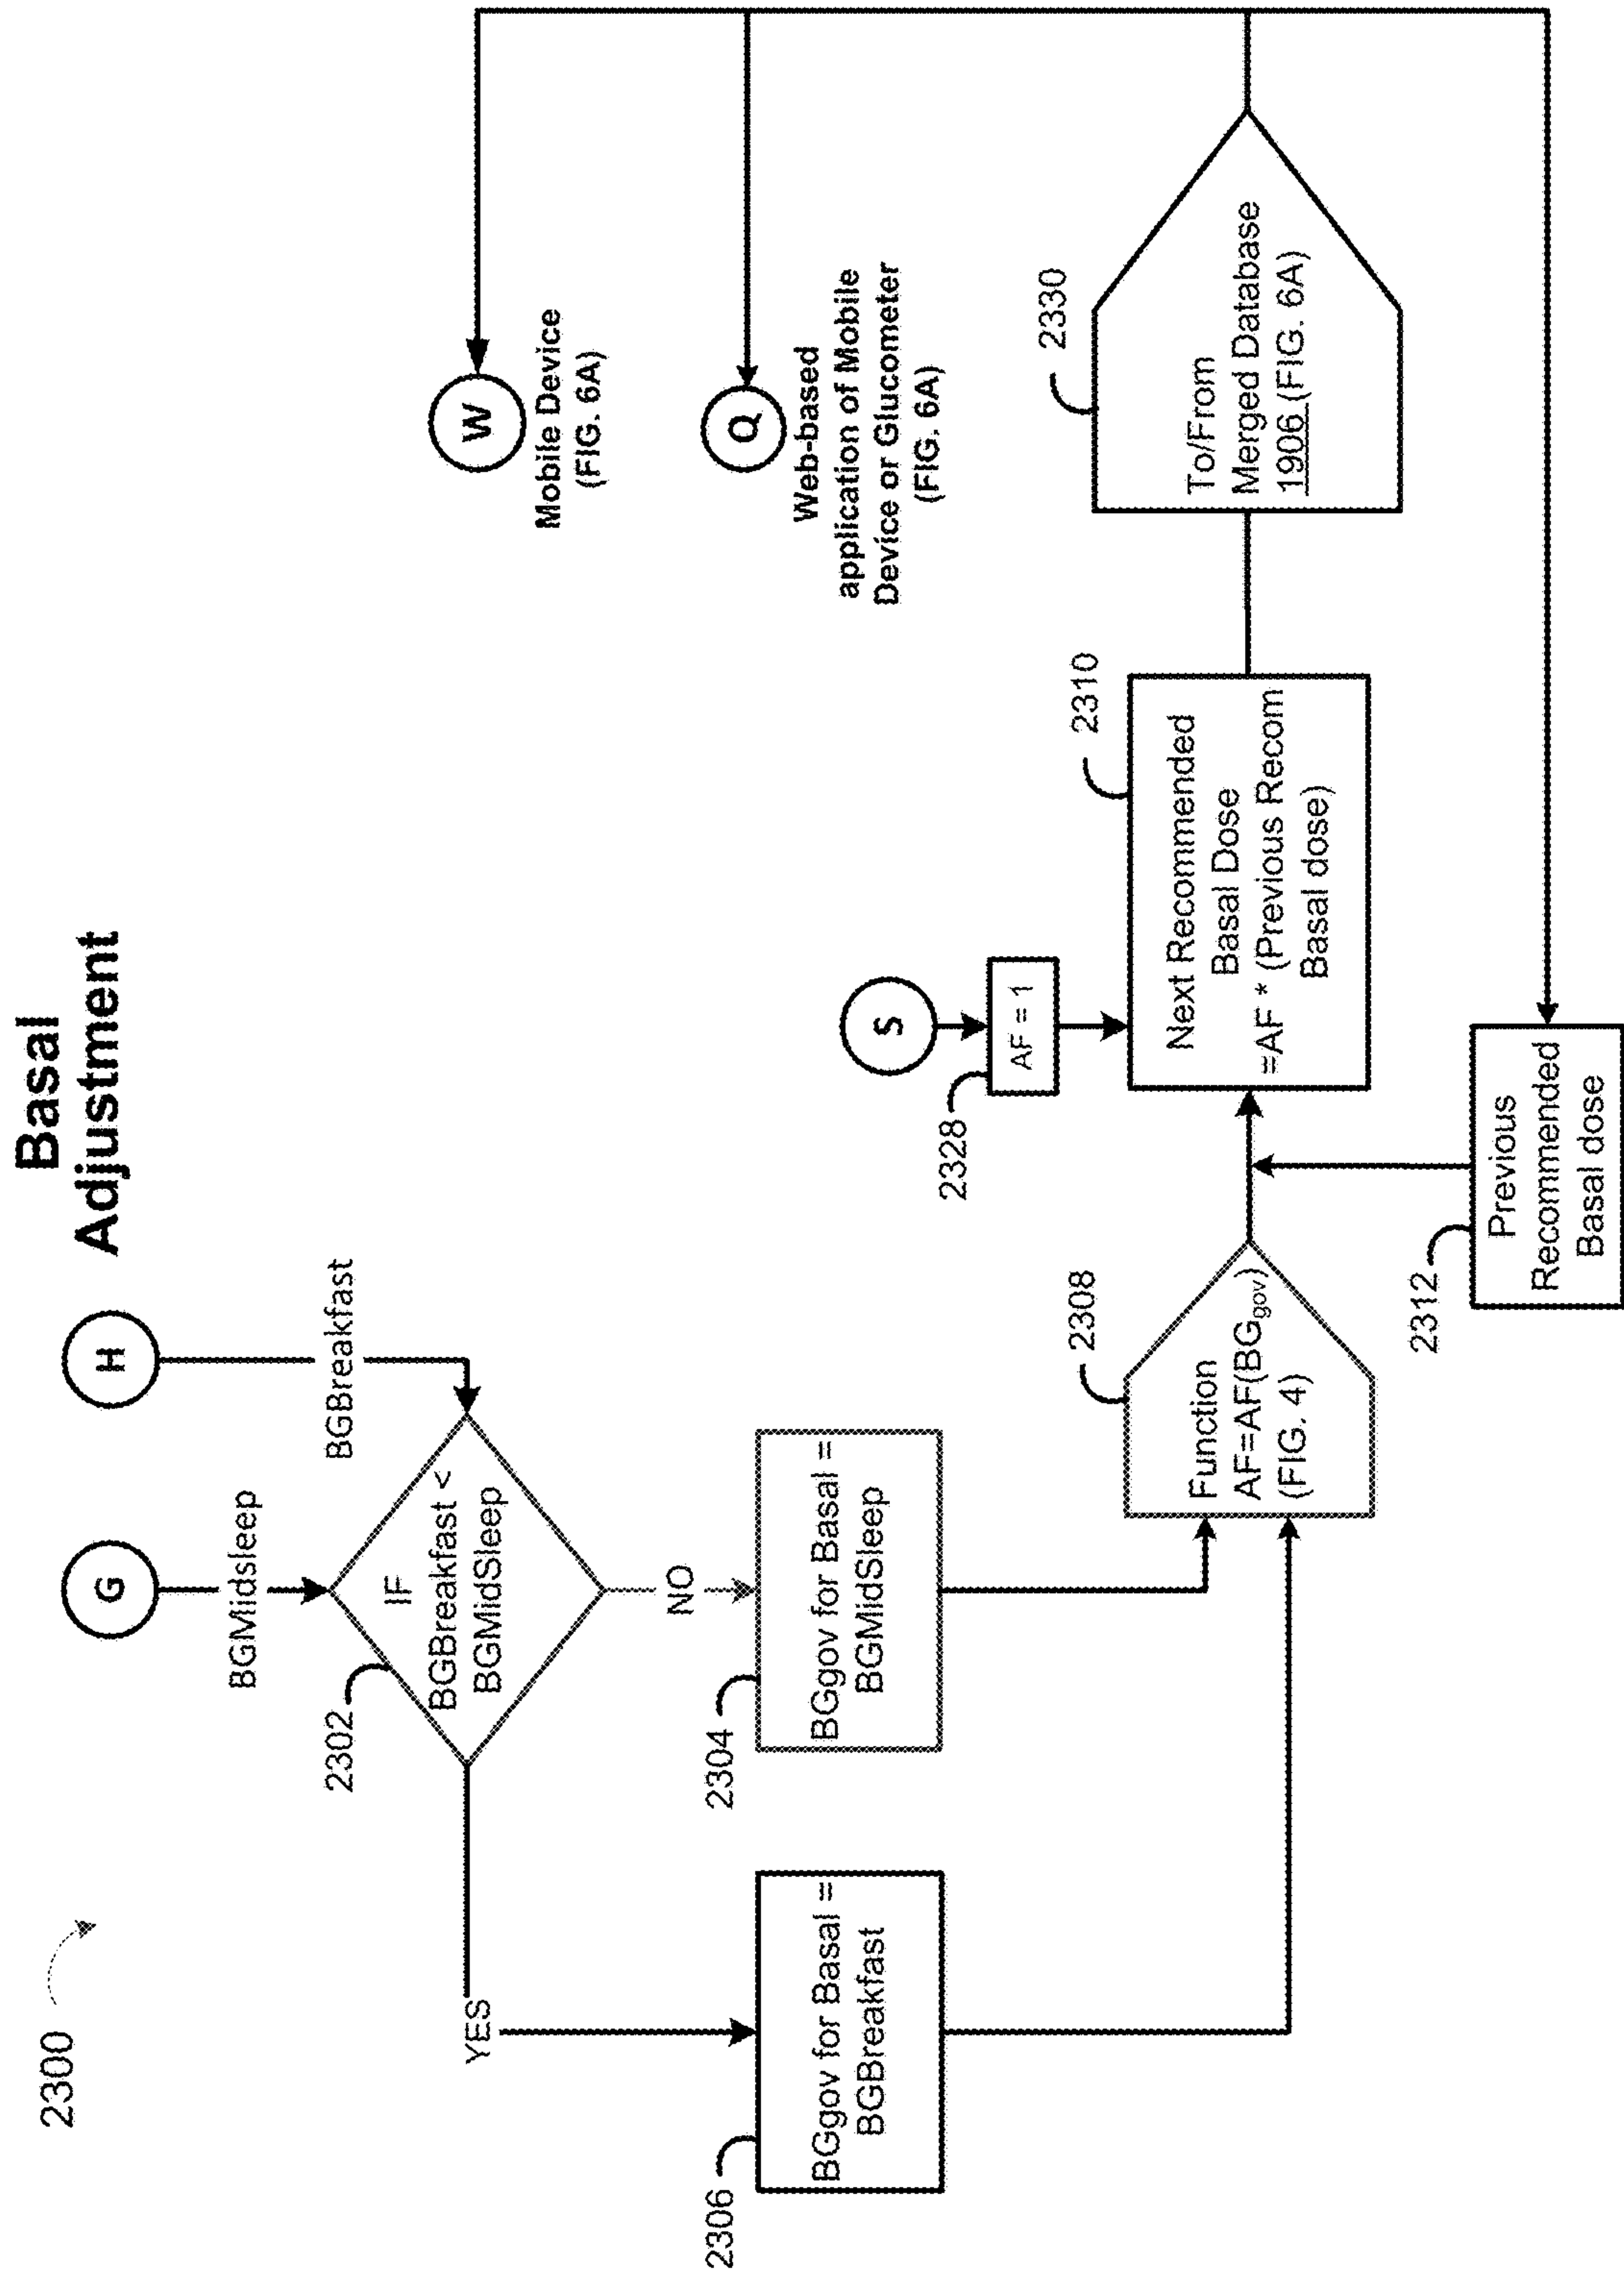 2300
Basal
Adjustment
G
H
BGMidsleep
BGBreakfast
2302
IF
BGBreakfast <
BGMidSleep
YES
NO
2306
BGgov for Basal =
BGBreakfast
2304
BGgov for Basal =
BGMidSleep
2308
Function
AF=AF(BGgov)
(FIG. 4)
S
2328
AF = 1
2310
Next Recommended
Basal Dose
=AF * (Previous Recom
Basal dose)
2312
Previous
Recommended
Basal dose
2330
To/From
Merged Database
1906 (FIG. 6A)
W
Mobile Device
(FIG. 6A)
Q
Web-based
application of Mobile
Device or Glucometer
(FIG. 6A)